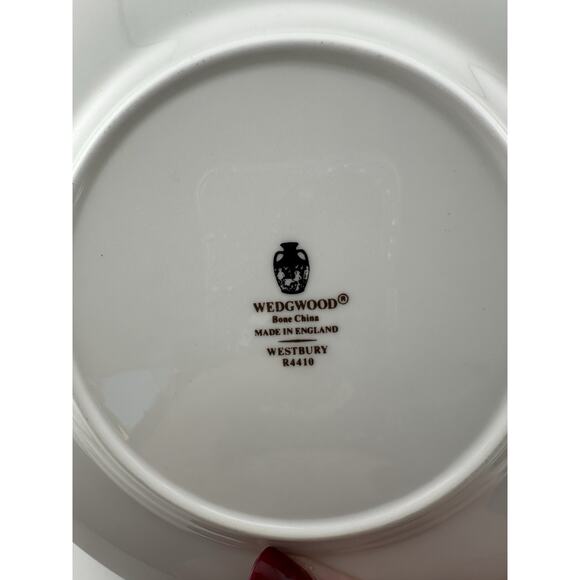 WEDGWOOD®
Bone China
MADE IN ENGLAND
WESTBURY
R4410